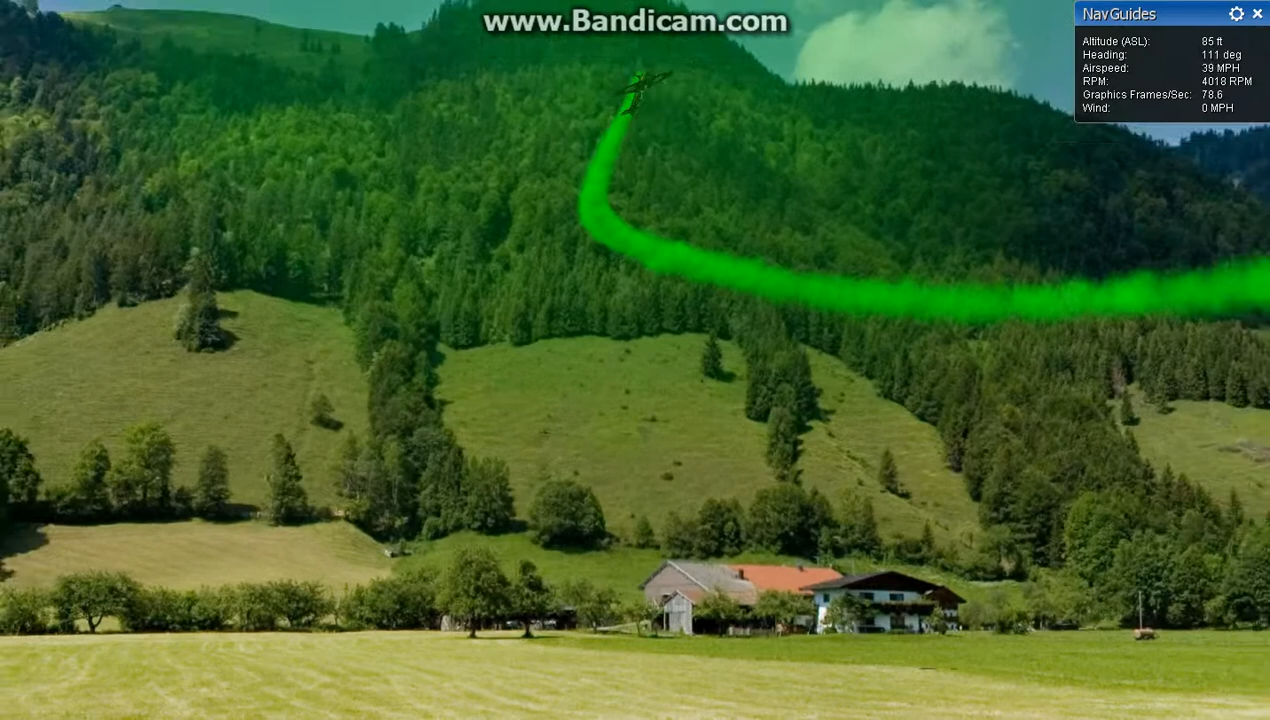 www.Bandicam.com
NavGuides
Altitude (ASL): 85 ft
Heading: 111 deg
Airspeed: 39 MPH
RPM: 4018 RPM
Graphics Frames/Sec: 78.6
Wind: 0 MPH